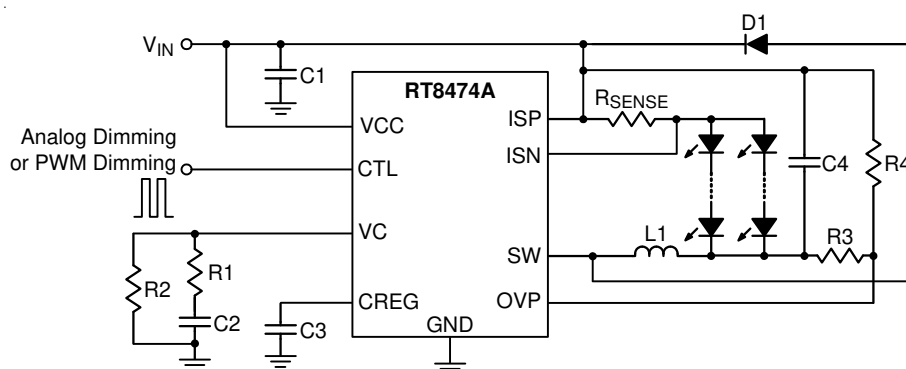 D1
VIN
C1
RT8474A
RSENSE
ISP
VCC
Analog Dimming
or PWM Dimming
ISN
CTL
C4
R4
VC
L1
R3
SW
R1
R2
CREG
OVP
C2
C3
GND